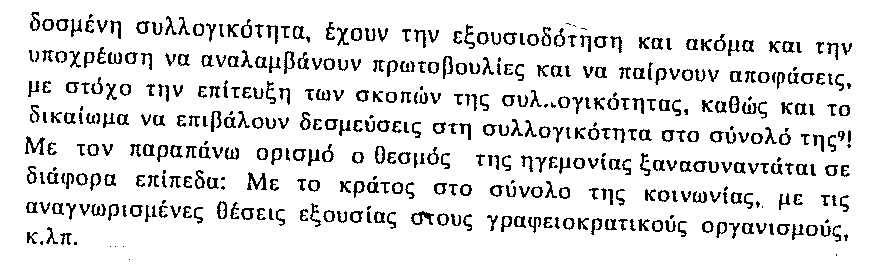 δοσμένη συλλογικότητα, έχουν την εξουσιοδότηση και ακόμα και την
υποχρέωση να αναλαμβάνουν πρωτοβουλίες και να παίρνουν αποφάσεις,
με στόχο την επίτευξη των σκοπών της συλ..ογικότητας, καθώς και το
δικαίωμα να επιβάλουν δεσμεύσεις στη συλλογικότητα στο σύνολό της⁹!
Με τον παραπάνω ορισμό ο θεσμός της ηγεμονίας ξανασυναντάται σε
διάφορα επίπεδα: Με το κράτος στο σύνολο της κοινωνίας, με τις
αναγνωρισμένες θέσεις εξουσίας στους γραφειοκρατικούς οργανισμούς,
κ.λπ.